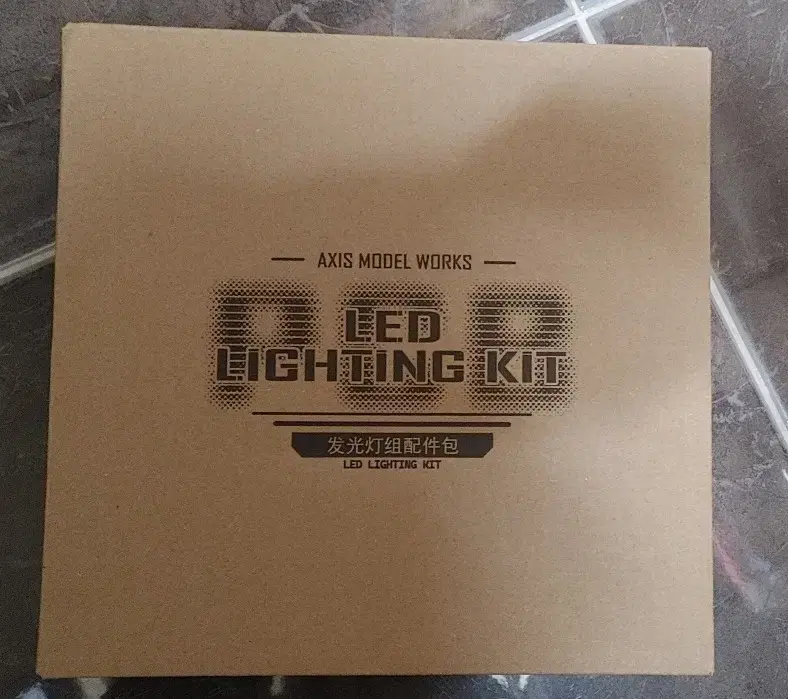 AXIS MODEL WORKS
LED
LIGHTING KIT
发光灯组配件包
LED LIGHTING KIT